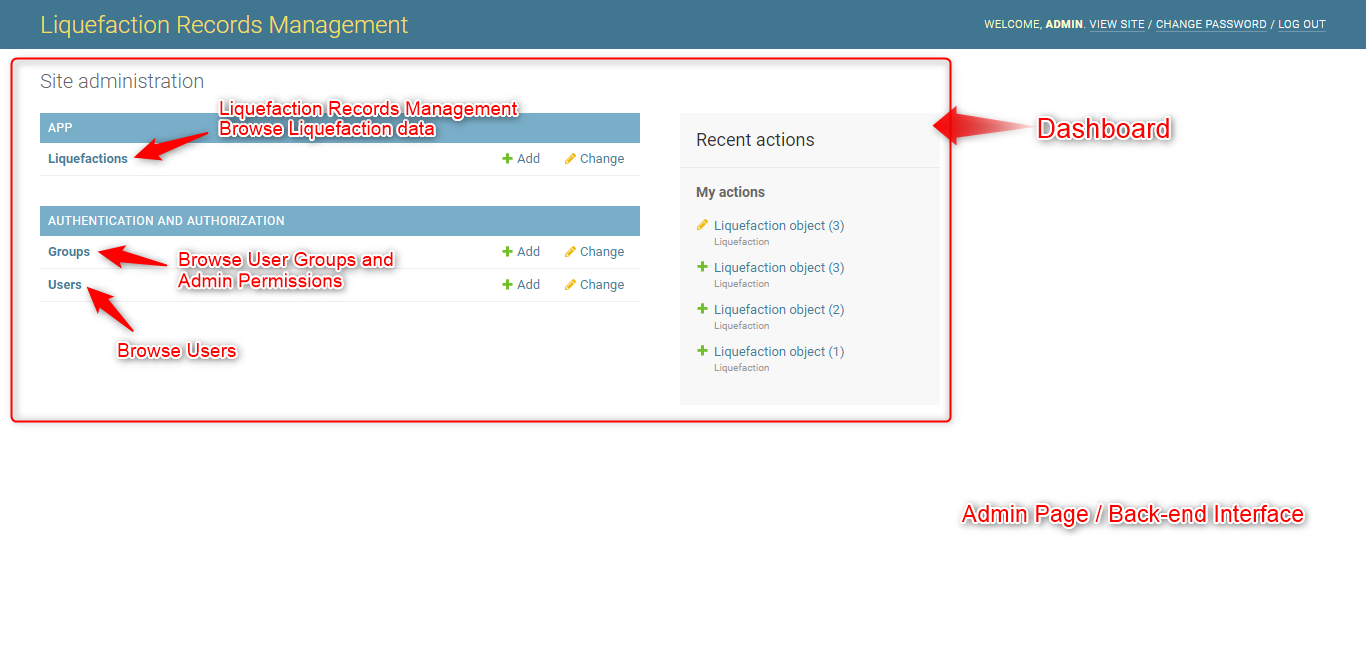 Liquefaction Records Management
WELCOME, ADMIN. VIEW SITE / CHANGE PASSWORD / LOG OUT
Site administration
Liquefaction Records Management
Browse Liquefaction data
APP
Liquefactions
Add
Change
AUTHENTICATION AND AUTHORIZATION
Groups
Add
Change
Browse User Groups and
Admin Permissions
Users
Add
Change
Browse Users
Recent actions
My actions
Liquefaction object (3)
Liquefaction
Liquefaction object (3)
Liquefaction
Liquefaction object (2)
Liquefaction
Liquefaction object (1)
Liquefaction
Dashboard
Admin Page / Back-end Interface